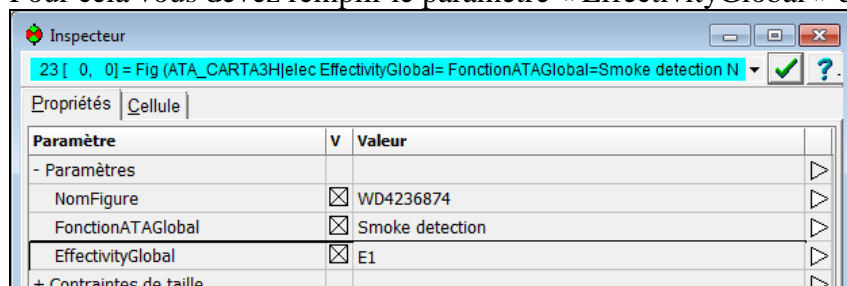 Pour cela vous devez remplir le paramètre « EffectivityGlobal »
Inspecteur
23 [ 0, 0] = Fig (ATA_CARTA3H|elec EffectivityGlobal= FonctionATAGlobal=Smoke detection N
Propriétés Cellule
Paramètre V Valeur
- Paramètres
NomFigure WD4236874
FonctionATAGlobal Smoke detection
EffectivityGlobal E1
+ Contraintes de taille